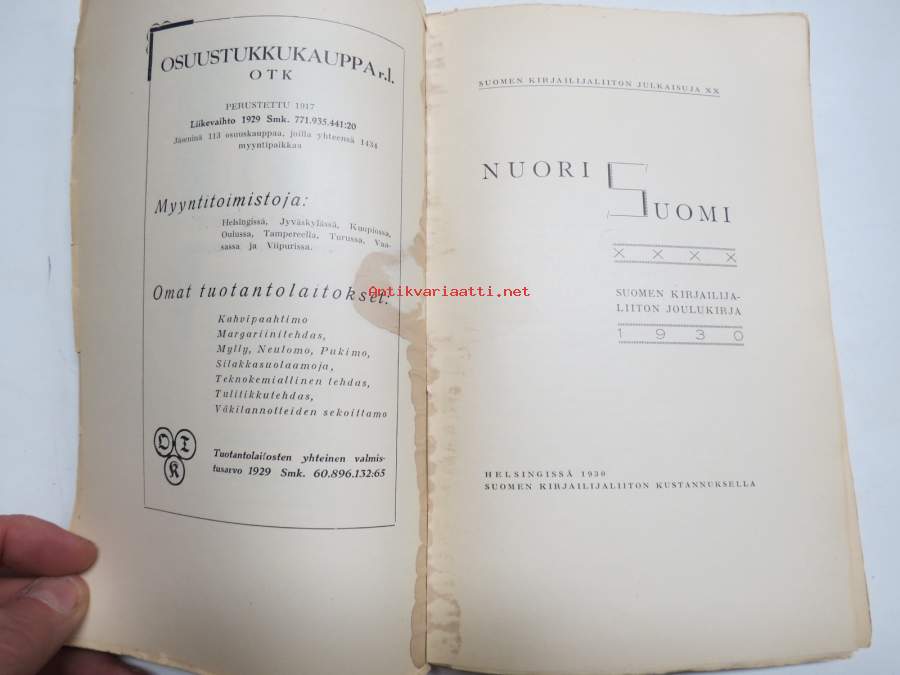 OSUUSTUKKUKAUPPA r.l.
OTK
PERUSTETTU 1917
Liikevaihto 1929 Smk. 771.935.441:20
Jäseninä 113 osuuskauppaa, joilla yhteensä 1434
myyntipaikkaa
Myyntitoimistoja:
Helsingissä, Jyväskylässä, Kuopiossa,
Oulussa, Tampereella, Turussa, Vaa-
sassa ja Viipurissa.
Omat tuotantolaitokset:
Kahvipaahtimo
Margariinitehdas,
Mylly, Neulomo, Pukimo,
Silakkasuolaamoja,
Teknokemiallinen tehdas,
Tulitikkutehdas,
Väkilannoitteiden sekoittamo
O T K
Tuotantolaitosten yhteinen valmis-
tusarvo 1929 Smk. 60.896.132:65
SUOMEN KIRJAILIJALIITON JULKAISUJA XX
NUORI
SUOMI
XXXX
SUOMEN KIRJAILIJA-
LIITON JOULUKIRJA
1930
HELSINGISSÄ 1930
SUOMEN KIRJAILIJALIITON KUSTANNUKSELLA
Antikvariaatti.net